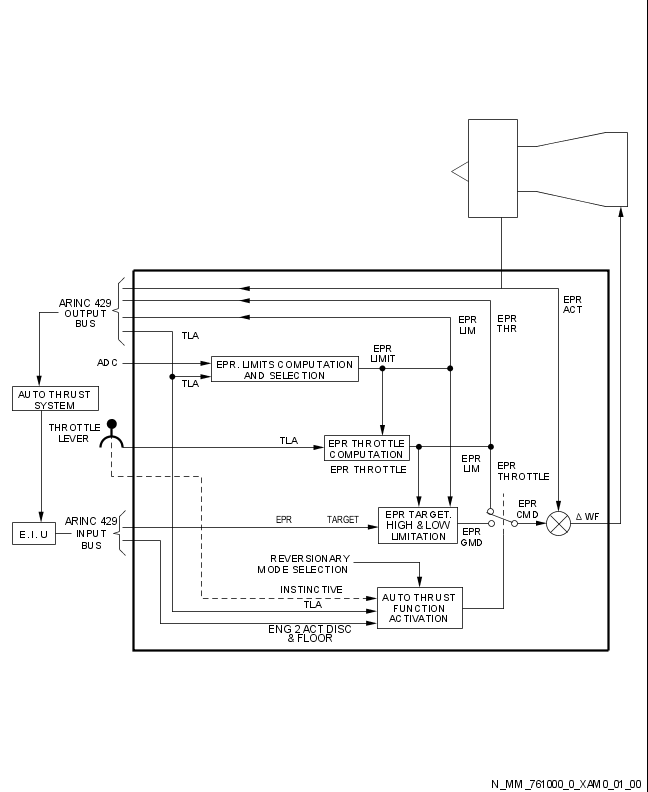 ARINC 429
OUTPUT
BUS
EPR
ACT
EPR
LIM
EPR
THR
TLA
EPR
LIMIT
ADC
EPR. LIMITS COMPUTATION
AND SELECTION
TLA
AUTO THRUST
SYSTEM
THROTTLE
LEVER
TLA
EPR THROTTLE
COMPUTATION
EPR THROTTLE
EPR
LIM
EPR
THROTTLE
ARINC 429
INPUT
BUS
E.I.U
EPR TARGET
EPR TARGET.
HIGH & LOW
LIMITATION
EPR
GMD
EPR
CMD
Δ WF
REVERSIONARY
MODE SELECTION
INSTINCTIVE
TLA
AUTO THRUST
FUNCTION
ACTIVATION
ENG 2 ACT DISC
& FLOOR
N_MM_761000_0_XAM0_01_00